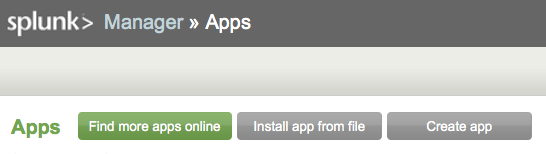 splunk> Manager » Apps
Apps Find more apps online Install app from file Create app